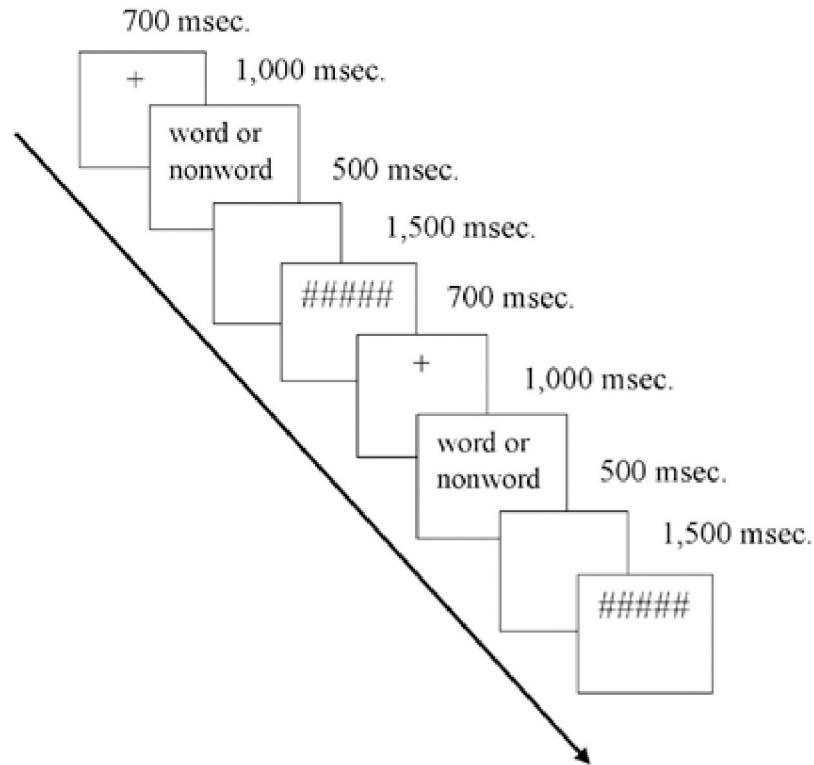 700 msec.
+
1,000 msec.
word or
nonword
500 msec.
1,500 msec.
#####
700 msec.
+
1,000 msec.
word or
nonword
500 msec.
1,500 msec.
#####